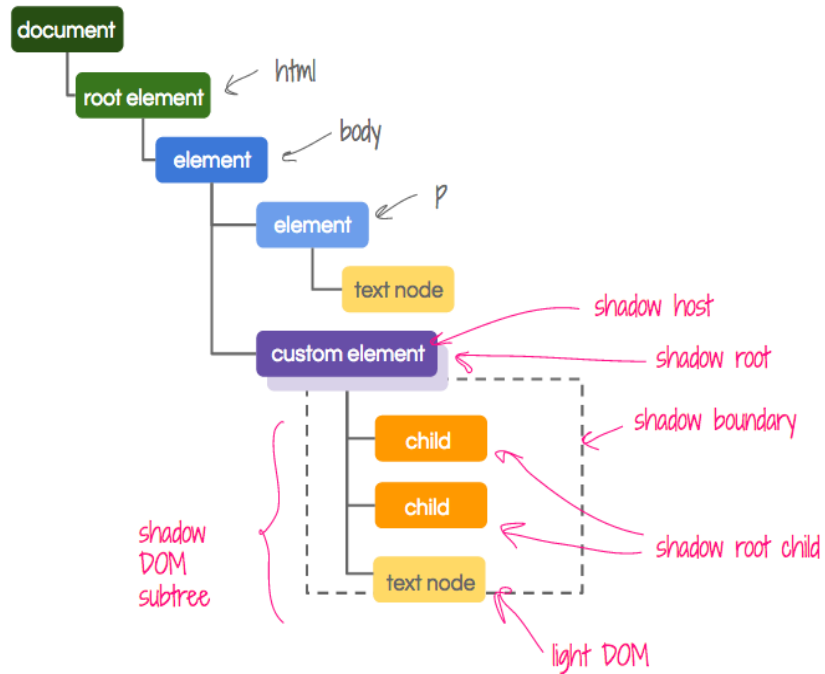 document
root element
html
element
body
element
p
text node
shadow host
custom element
shadow root
shadow boundary
child
child
shadow
DOM
subtree
shadow root child
text node
light DOM